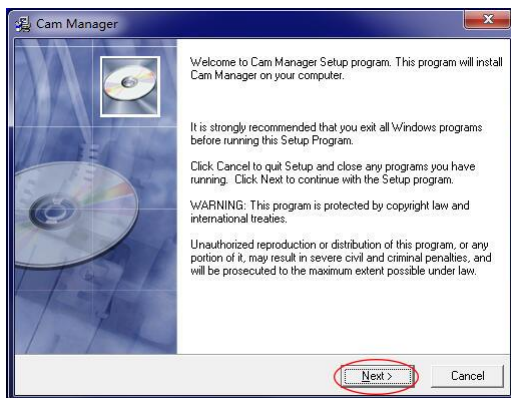 Cam Manager
Welcome to Cam Manager Setup program. This program will install
Cam Manager on your computer.
It is strongly recommended that you exit all Windows programs
before running this Setup Program.
Click Cancel to quit Setup and close any programs you have
running. Click Next to continue with the Setup program.
WARNING: This program is protected by copyright law and
international treaties.
Unauthorized reproduction or distribution of this program, or any
portion of it, may result in severe civil and criminal penalties, and
will be prosecuted to the maximum extent possible under law.
Next >
Cancel